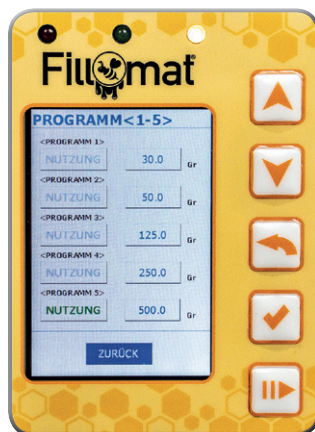 Fillomat®
PROGRAMM<1-5>
<PROGRAMM 1>
NUTZUNG 30.0 Gr
<PROGRAMM 2>
NUTZUNG 50.0 Gr
<PROGRAMM 3>
NUTZUNG 125.0 Gr
<PROGRAMM 4>
NUTZUNG 250.0 Gr
<PROGRAMM 5>
NUTZUNG 500.0 Gr
ZURÜCK